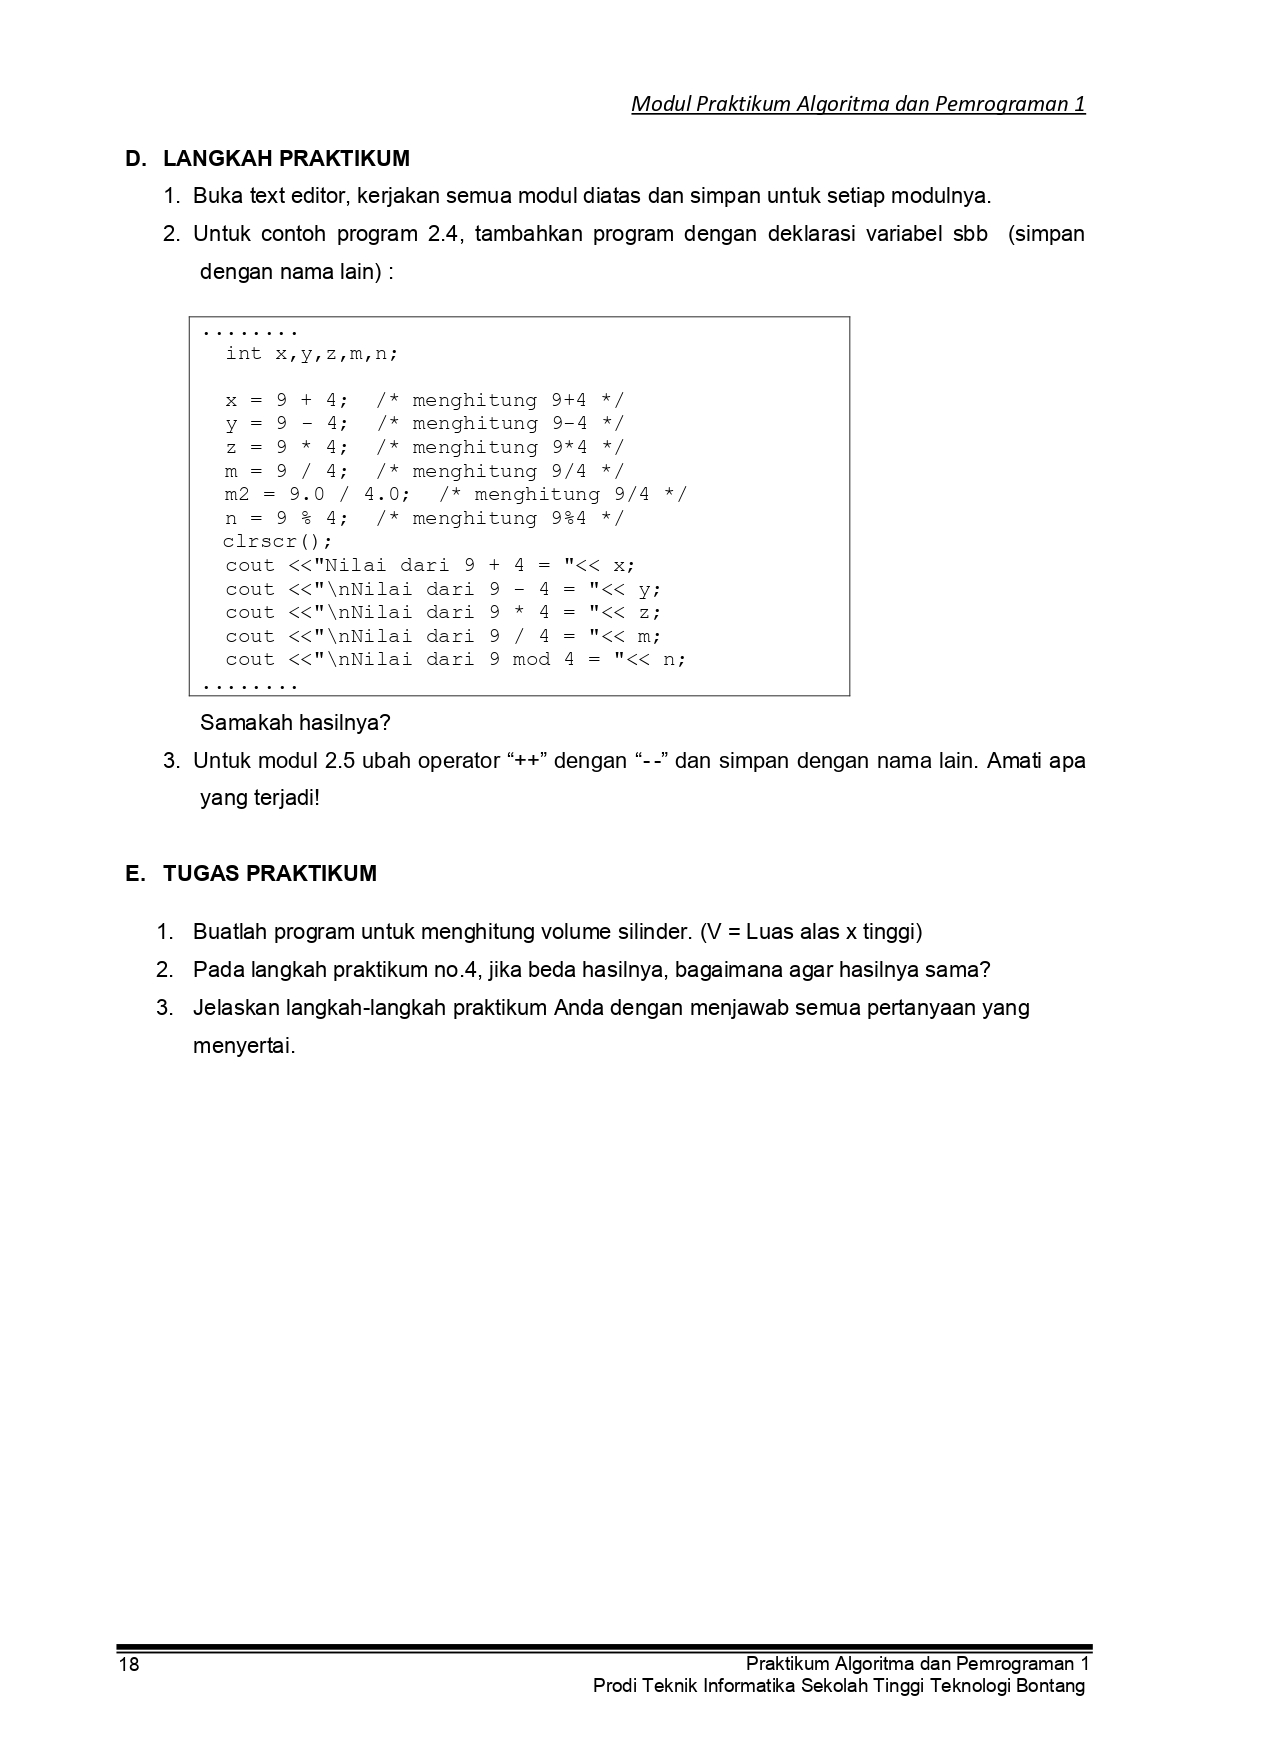 Modul Praktikum Algoritma dan Pemrograman 1
D. LANGKAH PRAKTIKUM
1. Buka text editor, kerjakan semua modul diatas dan simpan untuk setiap modulnya.
2. Untuk contoh program 2.4, tambahkan program dengan deklarasi variabel sbb (simpan
dengan nama lain) :
........
int x,y,z,m,n;
x = 9 + 4; /* menghitung 9+4 */
y = 9 - 4; /* menghitung 9-4 */
z = 9 * 4; /* menghitung 9*4 */
m = 9 / 4; /* menghitung 9/4 */
m2 = 9.0 / 4.0; /* menghitung 9/4 */
n = 9 % 4; /* menghitung 9%4 */
clrscr();
cout <<"Nilai dari 9 + 4 = "<< x;
cout <<"\nNilai dari 9 - 4 = "<< y;
cout <<"\nNilai dari 9 * 4 = "<< z;
cout <<"\nNilai dari 9 / 4 = "<< m;
cout <<"\nNilai dari 9 mod 4 = "<< n;
........
Samakah hasilnya?
3. Untuk modul 2.5 ubah operator “++” dengan “--” dan simpan dengan nama lain. Amati apa
yang terjadi!
E. TUGAS PRAKTIKUM
1. Buatlah program untuk menghitung volume silinder. (V = Luas alas x tinggi)
2. Pada langkah praktikum no.4, jika beda hasilnya, bagaimana agar hasilnya sama?
3. Jelaskan langkah-langkah praktikum Anda dengan menjawab semua pertanyaan yang
menyertai.
18 Praktikum Algoritma dan Pemrograman 1
Prodi Teknik Informatika Sekolah Tinggi Teknologi Bontang